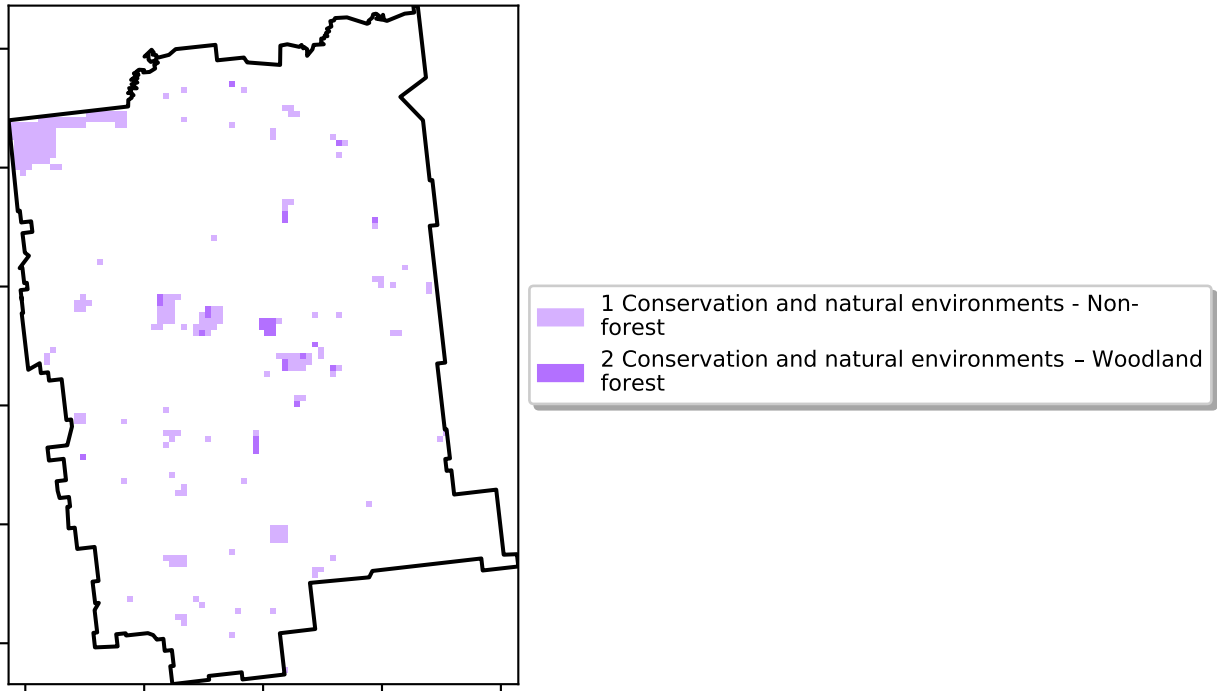 1 Conservation and natural environments - Non-
forest
2 Conservation and natural environments – Woodland
forest